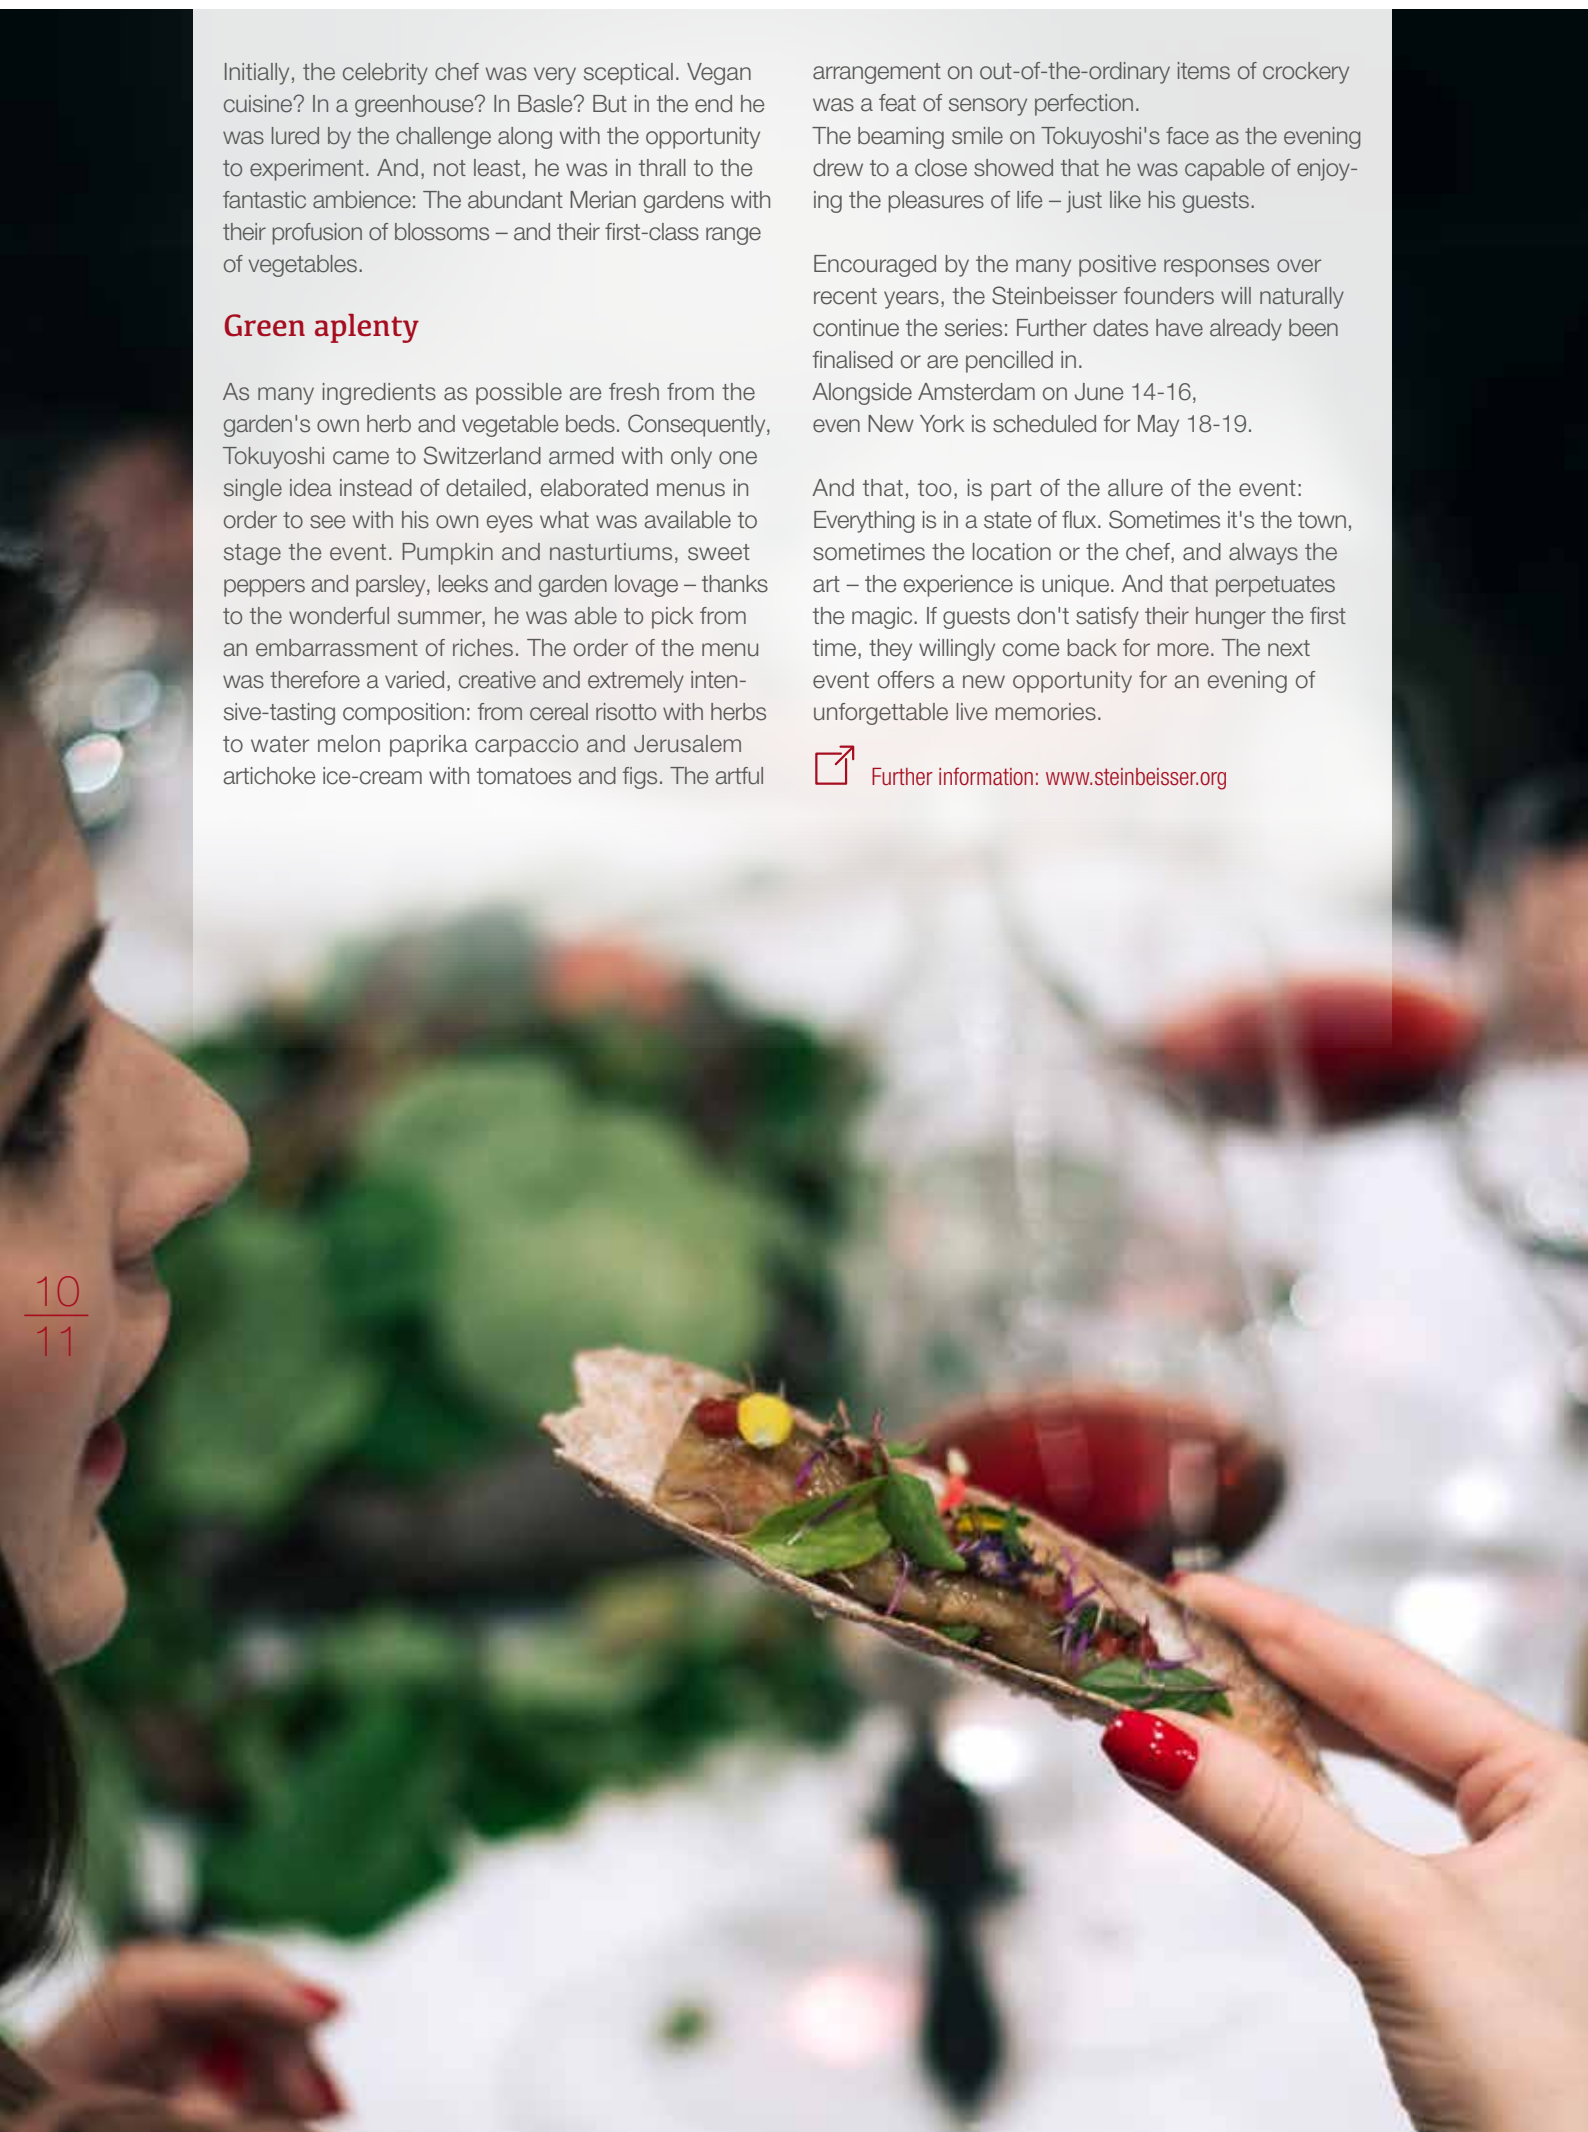 Initially, the celebrity chef was very sceptical. Vegan
cuisine? In a greenhouse? In Basle? But in the end he
was lured by the challenge along with the opportunity
to experiment. And, not least, he was in thrall to the
fantastic ambience: The abundant Merian gardens with
their profusion of blossoms – and their first-class range
of vegetables.
Green aplenty
As many ingredients as possible are fresh from the
garden's own herb and vegetable beds. Consequently,
Tokuyoshi came to Switzerland armed with only one
single idea instead of detailed, elaborated menus in
order to see with his own eyes what was available to
stage the event. Pumpkin and nasturtiums, sweet
peppers and parsley, leeks and garden lovage – thanks
to the wonderful summer, he was able to pick from
an embarrassment of riches. The order of the menu
was therefore a varied, creative and extremely inten-
sive-tasting composition: from cereal risotto with herbs
to water melon paprika carpaccio and Jerusalem
artichoke ice-cream with tomatoes and figs. The artful
arrangement on out-of-the-ordinary items of crockery
was a feat of sensory perfection.
The beaming smile on Tokuyoshi's face as the evening
drew to a close showed that he was capable of enjoy-
ing the pleasures of life – just like his guests.
Encouraged by the many positive responses over
recent years, the Steinbeisser founders will naturally
continue the series: Further dates have already been
finalised or are pencilled in.
Alongside Amsterdam on June 14-16,
even New York is scheduled for May 18-19.
And that, too, is part of the allure of the event:
Everything is in a state of flux. Sometimes it's the town,
sometimes the location or the chef, and always the
art – the experience is unique. And that perpetuates
the magic. If guests don't satisfy their hunger the first
time, they willingly come back for more. The next
event offers a new opportunity for an evening of
unforgettable live memories.
Further information: www.steinbeisser.org
10
11